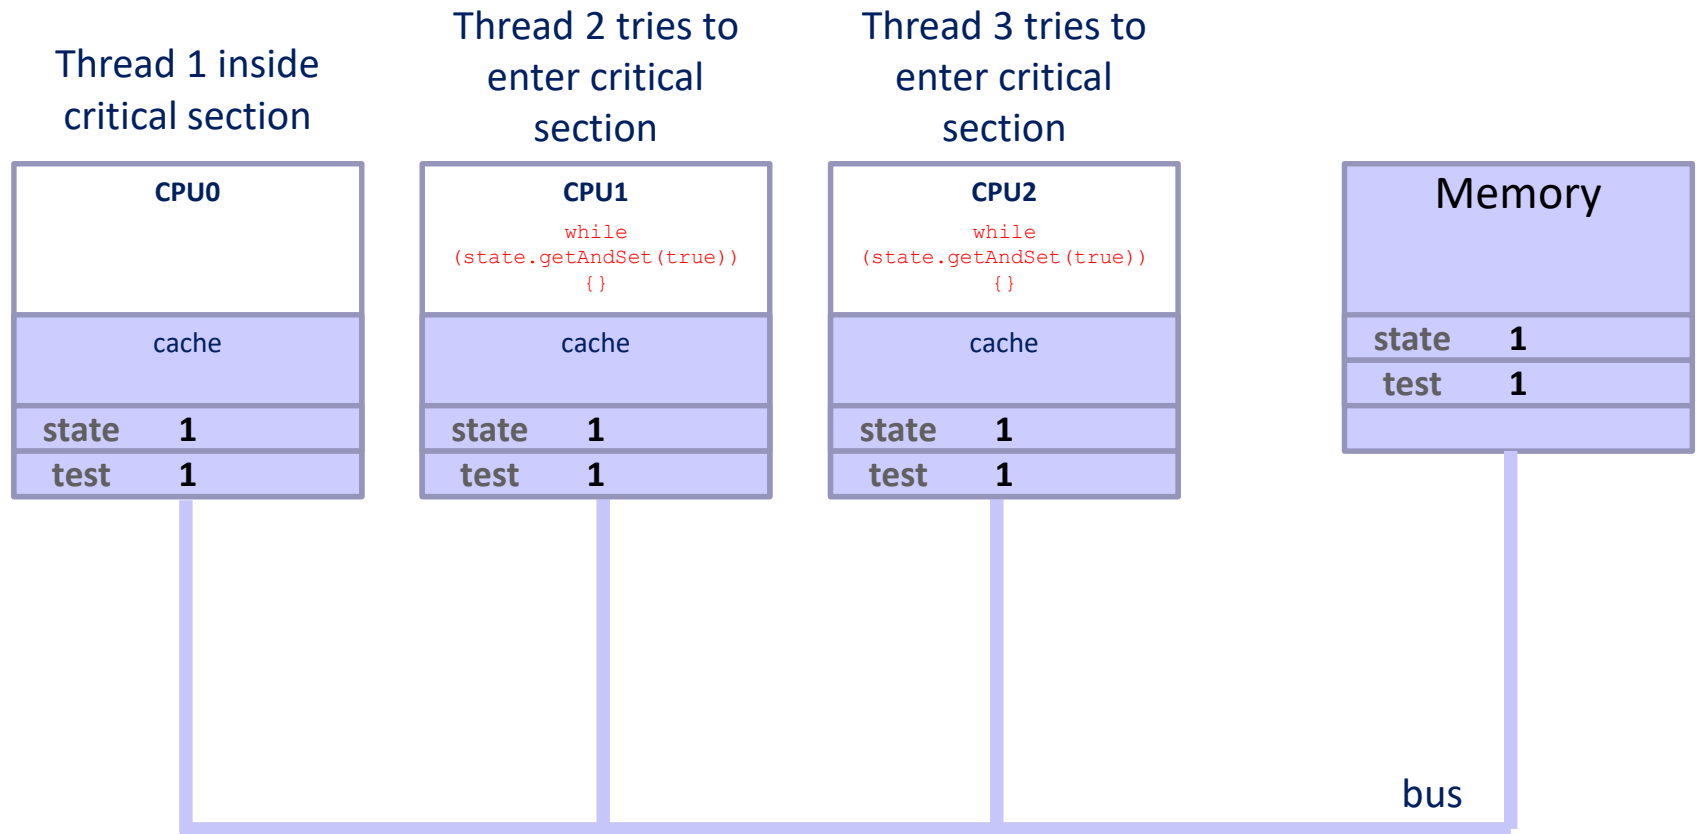 Thread 1 inside
critical section
Thread 2 tries to
enter critical
section
Thread 3 tries to
enter critical
section
CPU0
cache
state 1
test 1
CPU1
while
(state.getAndSet(true))
{}
cache
state 1
test 1
CPU2
while
(state.getAndSet(true))
{}
cache
state 1
test 1
Memory
state 1
test 1
bus